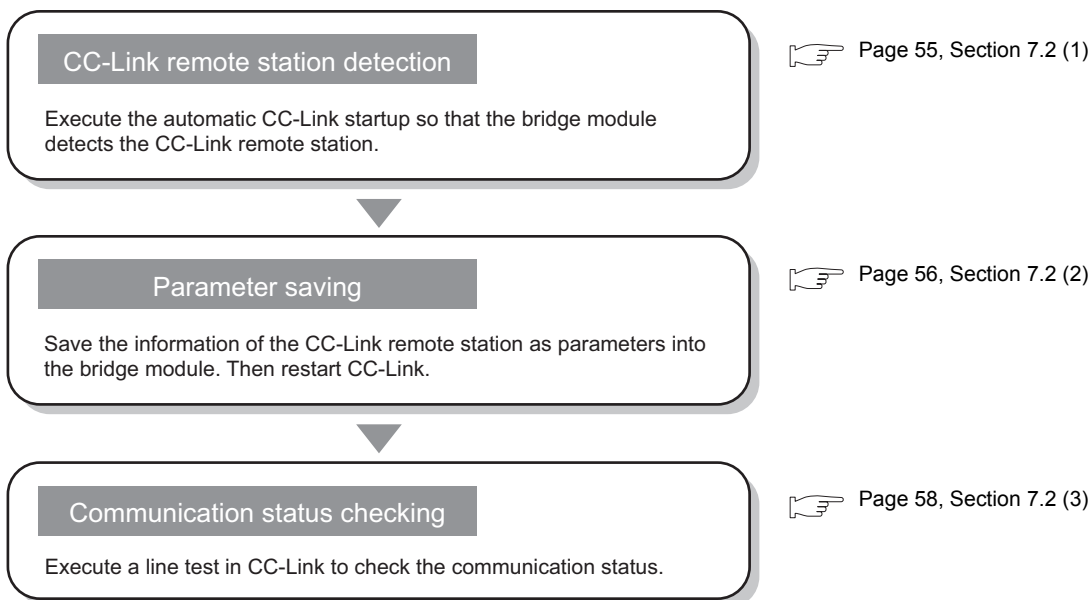 CC-Link remote station detection
Page 55, Section 7.2 (1)
Execute the automatic CC-Link startup so that the bridge module
detects the CC-Link remote station.
Parameter saving
Page 56, Section 7.2 (2)
Save the information of the CC-Link remote station as parameters into
the bridge module. Then restart CC-Link.
Communication status checking
Page 58, Section 7.2 (3)
Execute a line test in CC-Link to check the communication status.